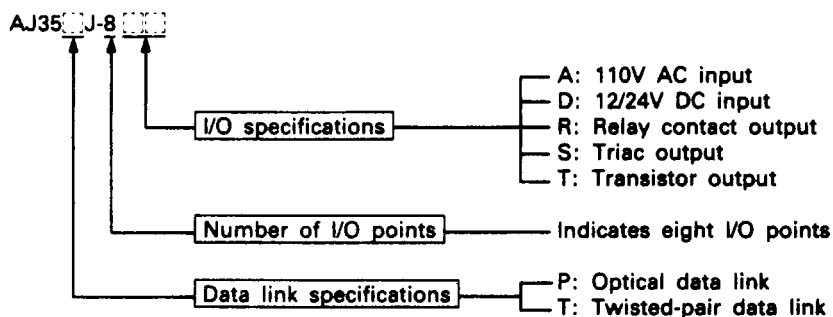 AJ35 J-8
I/O specifications
A: 110V AC input
D: 12/24V DC input
R: Relay contact output
S: Triac output
T: Transistor output
Number of I/O points
Indicates eight I/O points
Data link specifications
P: Optical data link
T: Twisted-pair data link